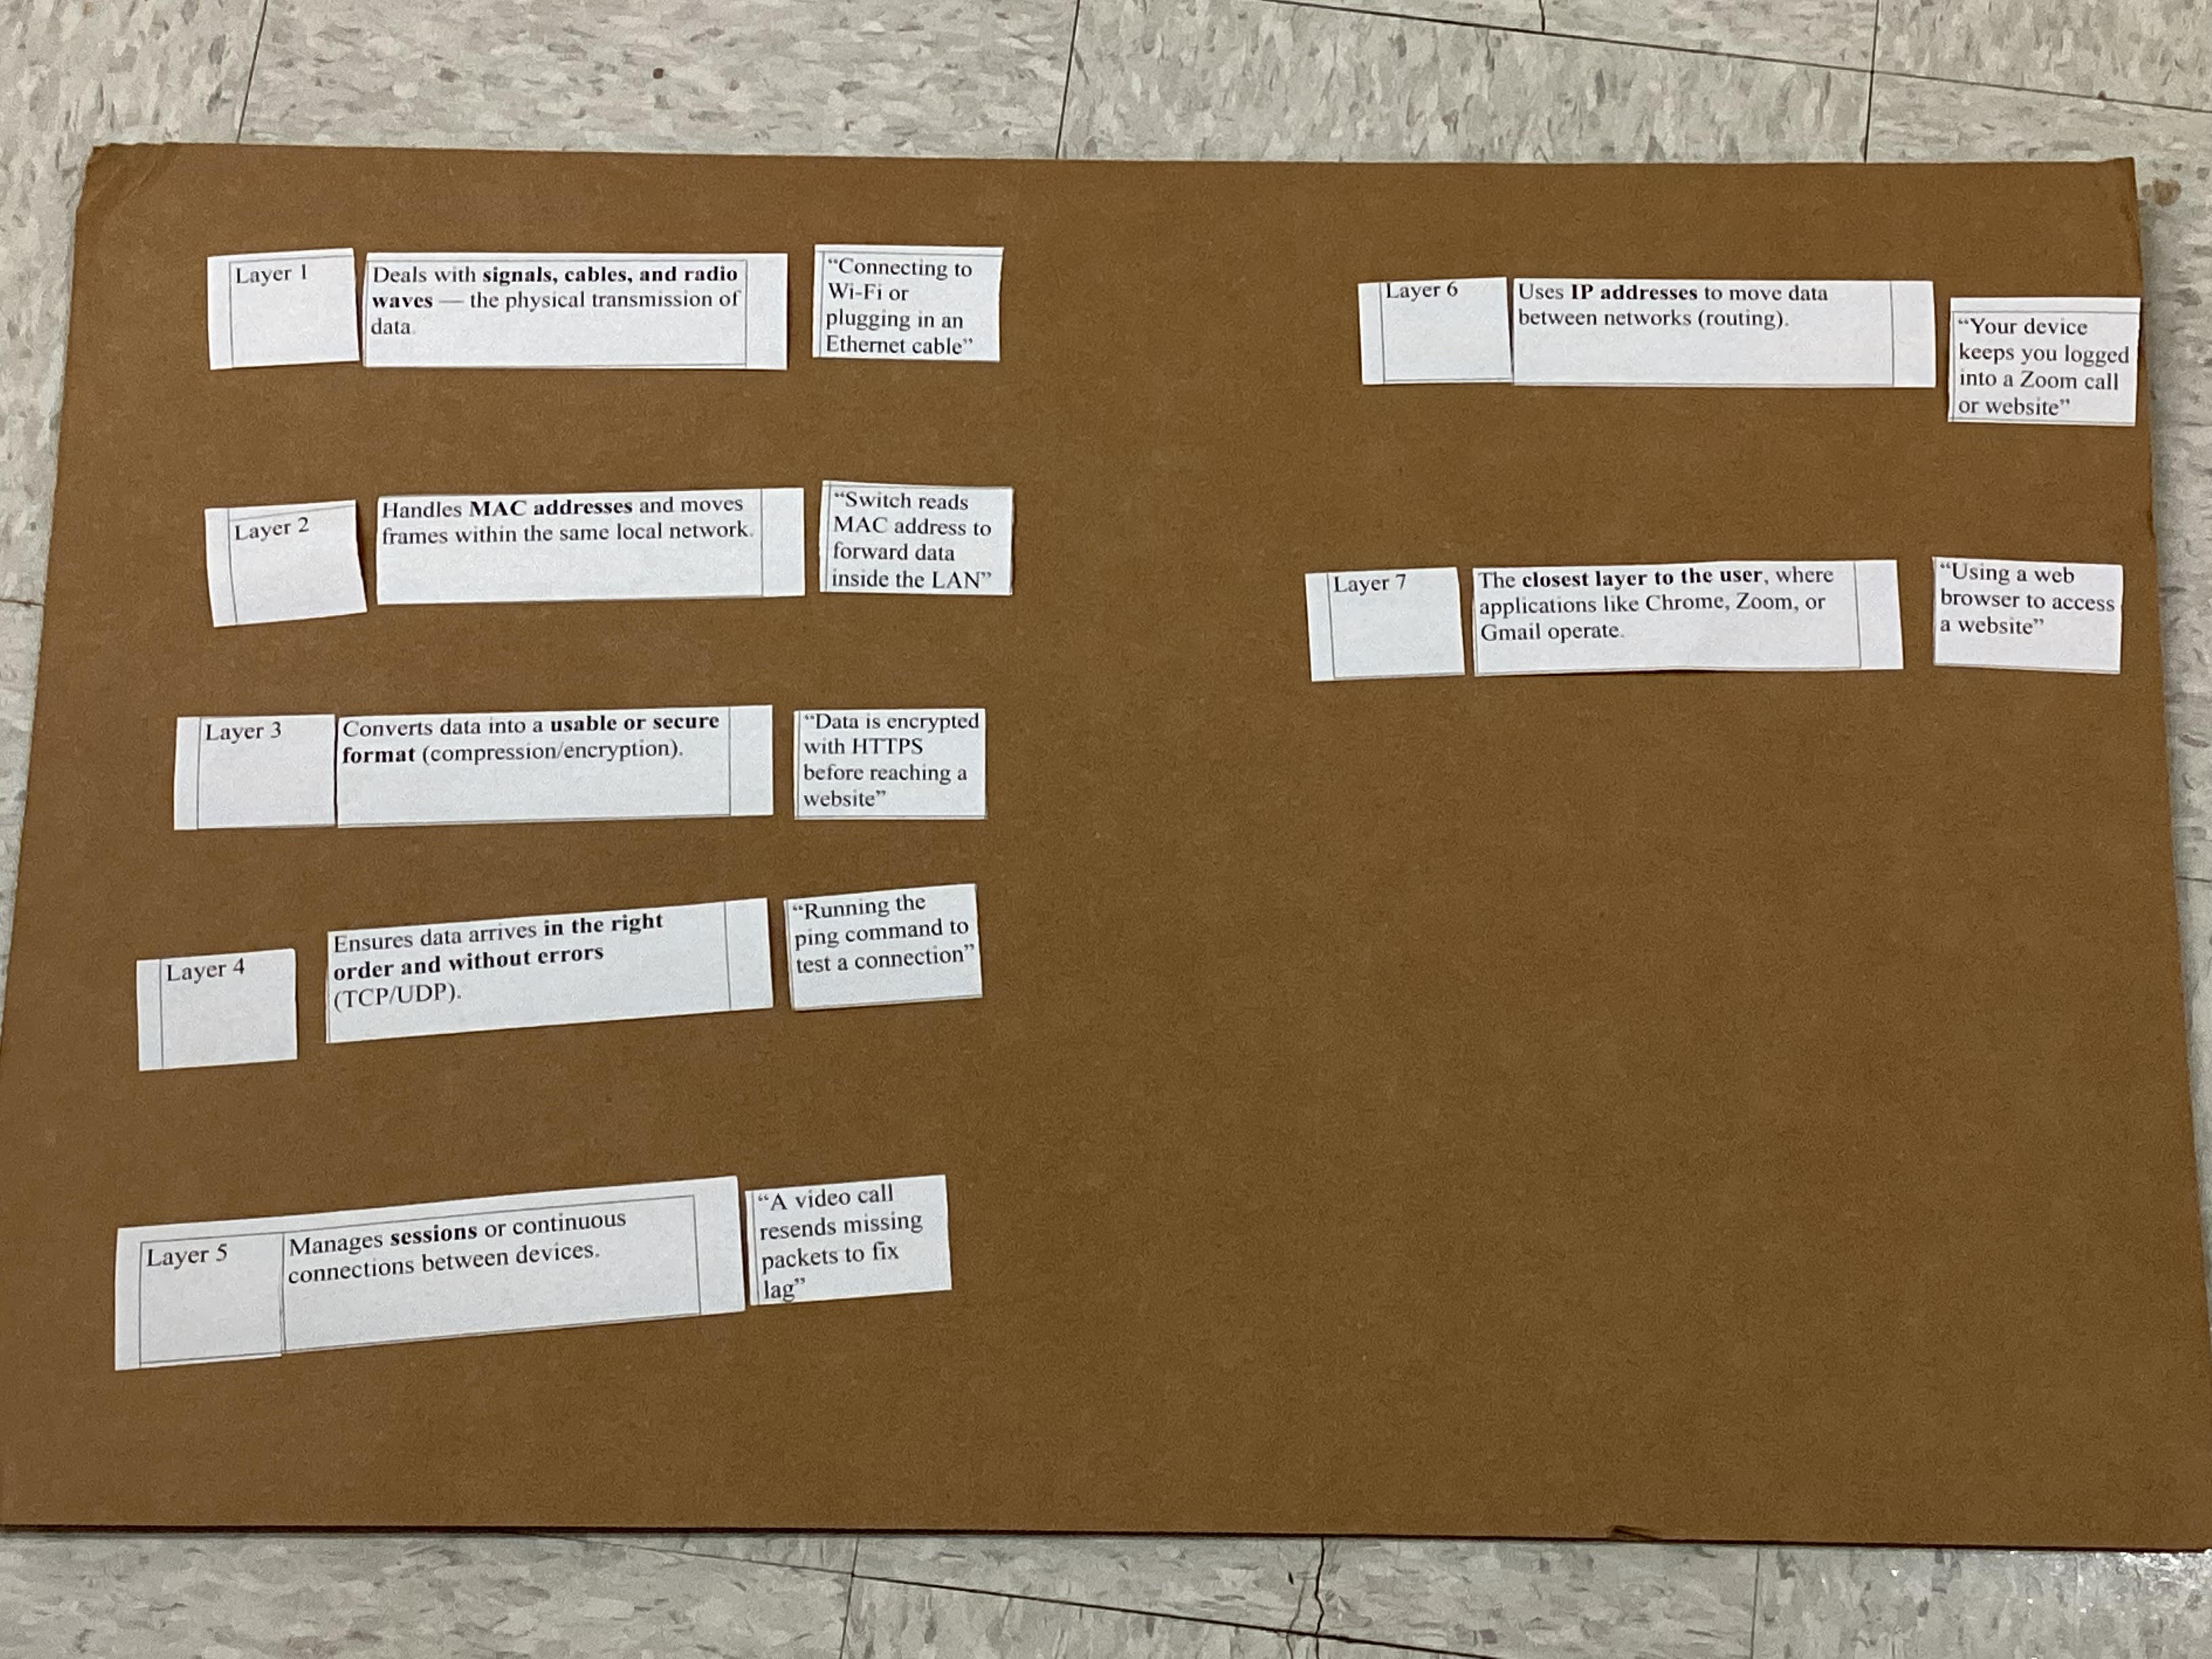 Layer 1
Deals with signals, cables, and radio
waves — the physical transmission of
data.
“Connecting to
Wi-Fi or
plugging in an
Ethernet cable”
Layer 2
Handles MAC addresses and moves
frames within the same local network.
“Switch reads
MAC address to
forward data
inside the LAN”
Layer 3
Converts data into a usable or secure
format (compression/encryption).
“Data is encrypted
with HTTPS
before reaching a
website”
Layer 4
Ensures data arrives in the right
order and without errors
(TCP/UDP).
“Running the
ping command to
test a connection”
Layer 5
Manages sessions or continuous
connections between devices.
“A video call
resends missing
packets to fix
lag”
Layer 6
Uses IP addresses to move data
between networks (routing).
“Your device
keeps you logged
into a Zoom call
or website”
Layer 7
The closest layer to the user, where
applications like Chrome, Zoom, or
Gmail operate.
“Using a web
browser to access
a website”